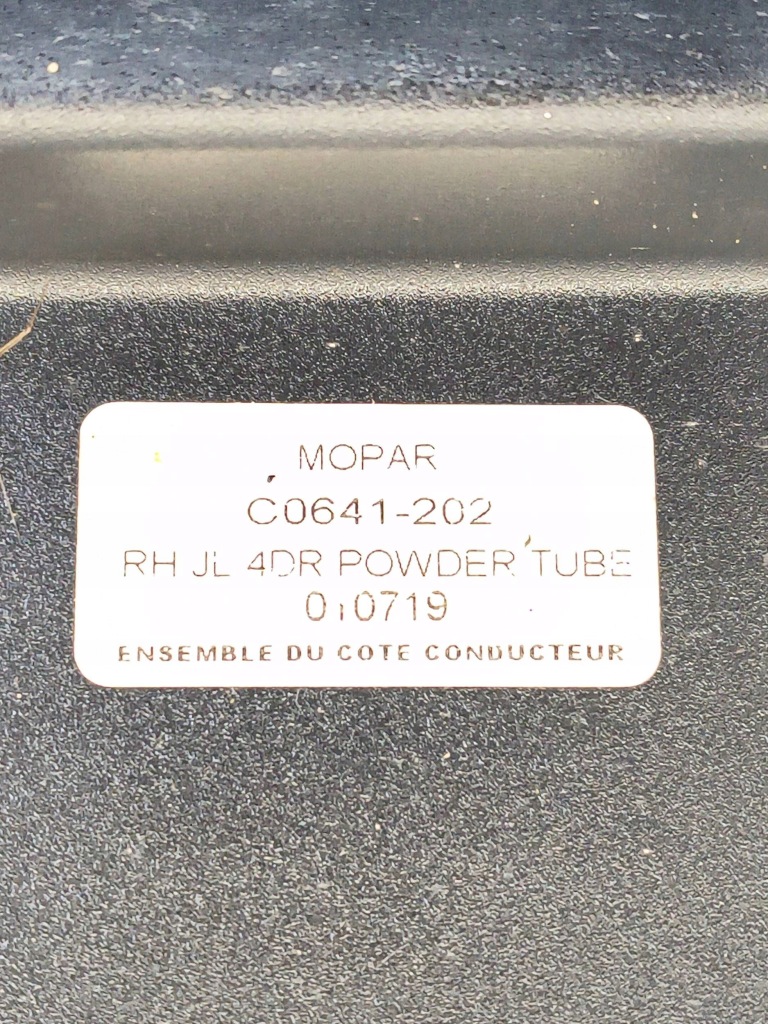 MOPAR
C0641-202
RH JL 4DR POWDER TUBE
010719
ENSEMBLE DU COTE CONDUCTEUR